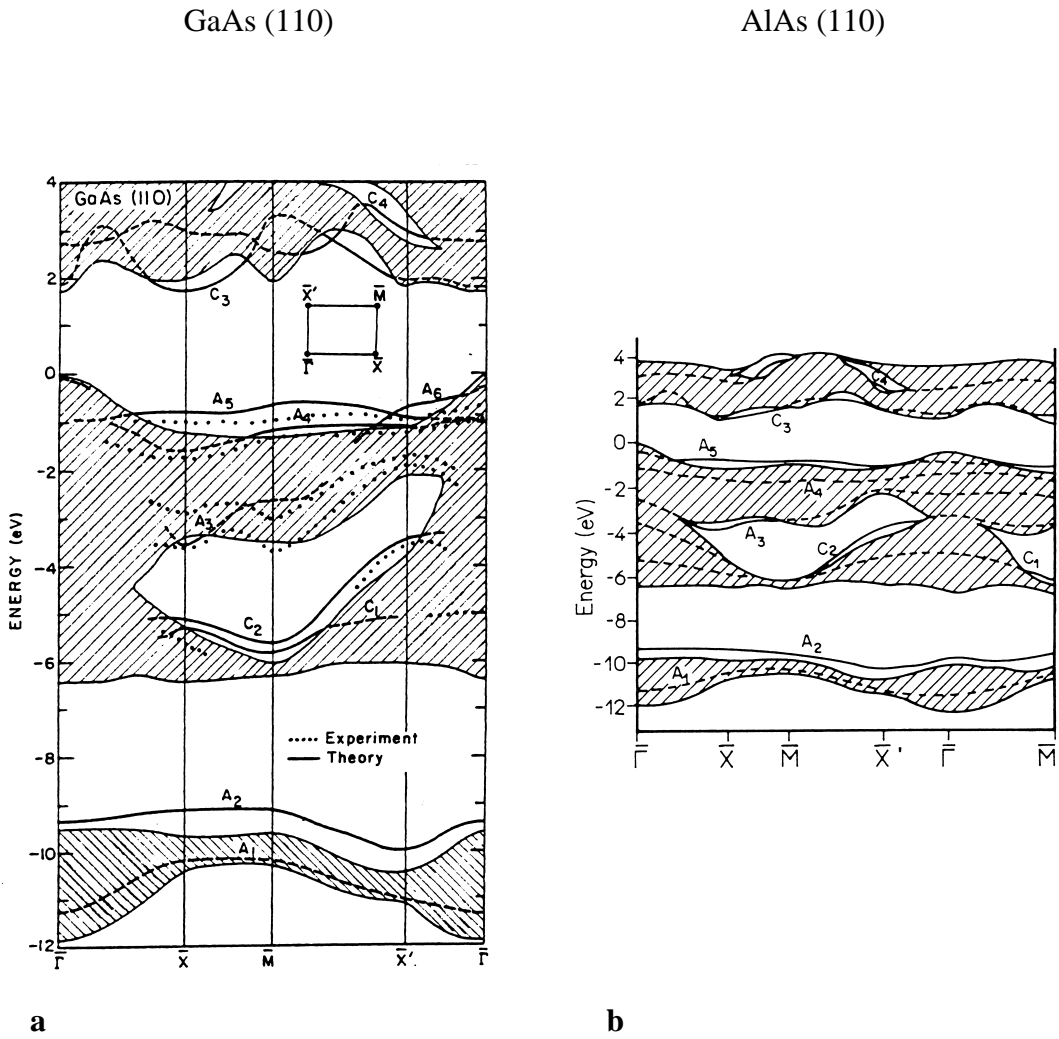 GaAs (110)
AlAs (110)
GaAs (110)
C4
C3
X̅′ M̅
Γ̅ X̅
A5
A4
A6
A3
C2
C1
Experiment
Theory
A2
A1
ENERGY (eV)
4
2
0
-2
-4
-6
-8
-10
-12
Γ̅ X̅ M̅ X̅′. Γ̅
C4
C3
A5
A4
A3
C2
C1
A2
A1
Energy (eV)
4
2
0
-2
-4
-6
-8
-10
-12
Γ̅ X̅ M̅ X̅' Γ̅ M̅
a
b